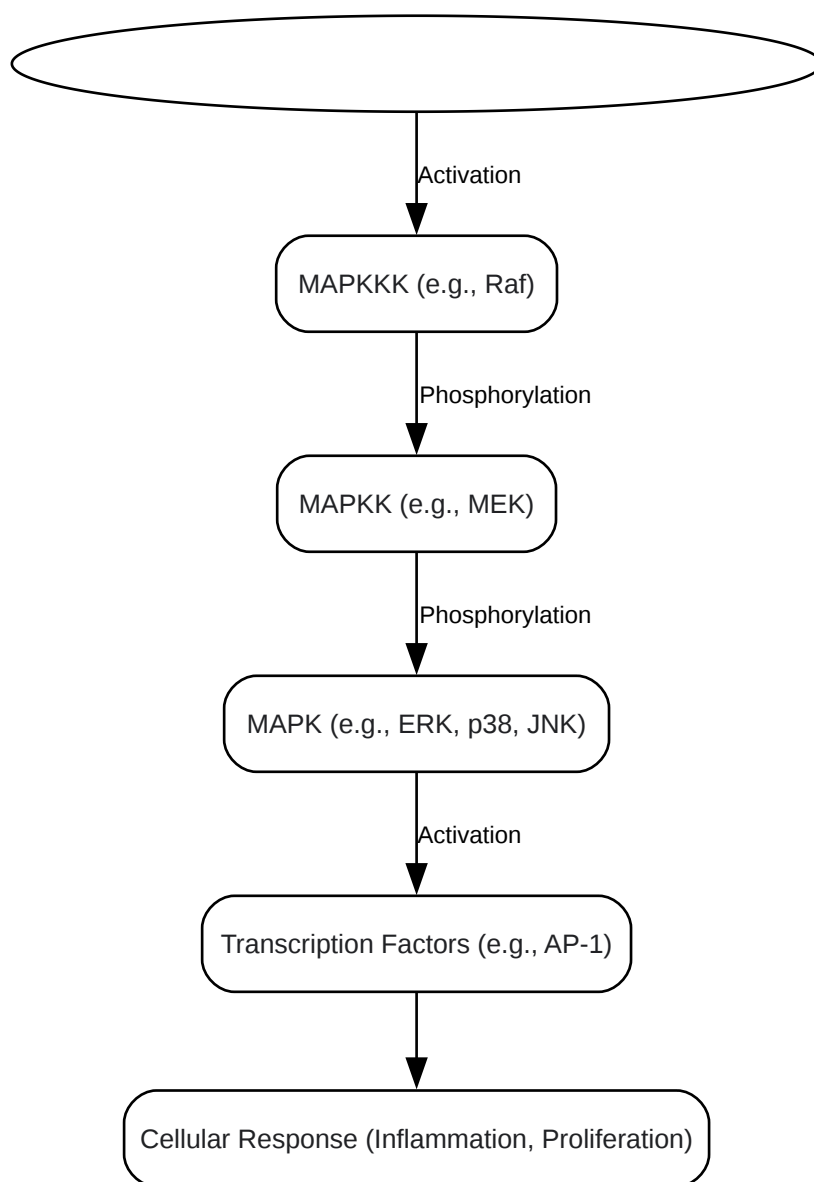 Activation
MAPKKK (e.g., Raf)
Phosphorylation
MAPKK (e.g., MEK)
Phosphorylation
MAPK (e.g., ERK, p38, JNK)
Activation
Transcription Factors (e.g., AP-1)
Cellular Response (Inflammation, Proliferation)